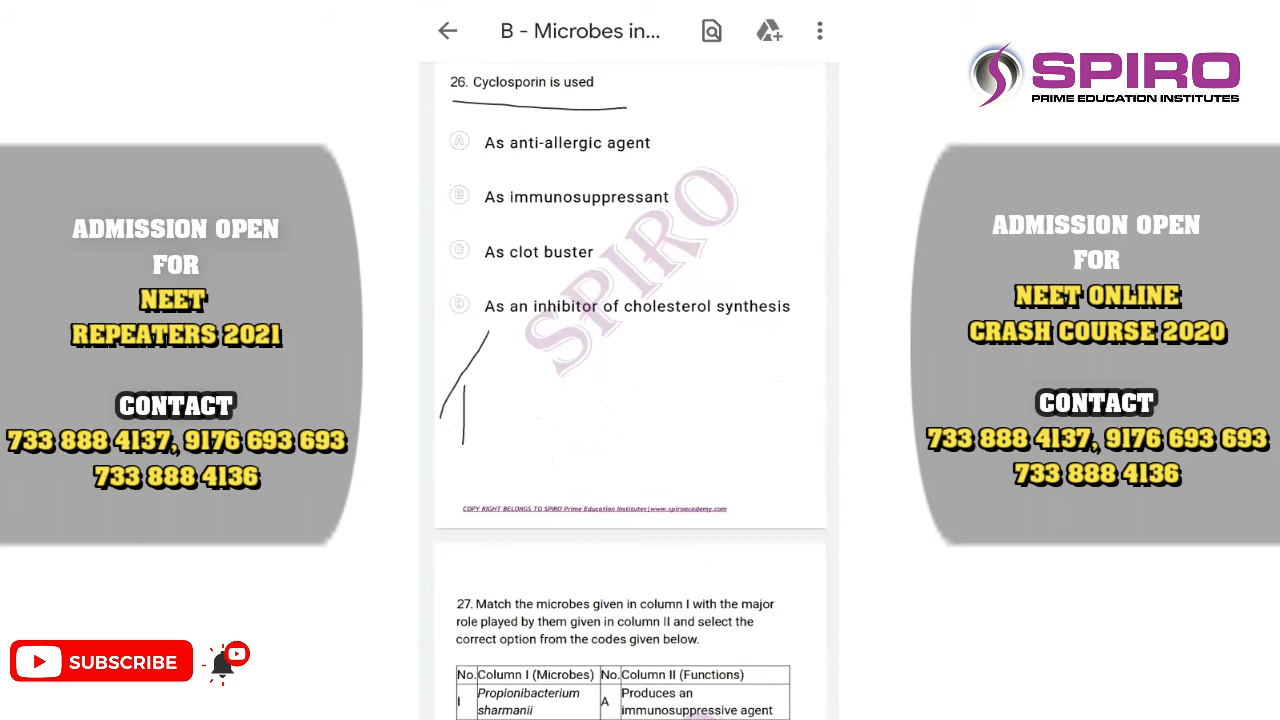 B - Microbes in...
SPIRO
PRIME EDUCATION INSTITUTES
26. Cyclosporin is used
A As anti-allergic agent
B As immunosuppressant
C As clot buster
D As an inhibitor of cholesterol synthesis
SPIRO
COPY RIGHT BELONGS TO SPIRO Prime Education Institutes|www.spiroacademy.com
27. Match the microbes given in column I with the major
role played by them given in column II and select the
correct option from the codes given below.
No. Column I (Microbes) No. Column II (Functions)
I Propionibacterium sharmanii A Produces an immunosuppressive agent
ADMISSION OPEN
FOR
NEET
REPEATERS 2021
CONTACT
733 888 4137, 9176 693 693
733 888 4136
ADMISSION OPEN
FOR
NEET ONLINE
CRASH COURSE 2020
CONTACT
733 888 4137, 9176 693 693
733 888 4136
SUBSCRIBE